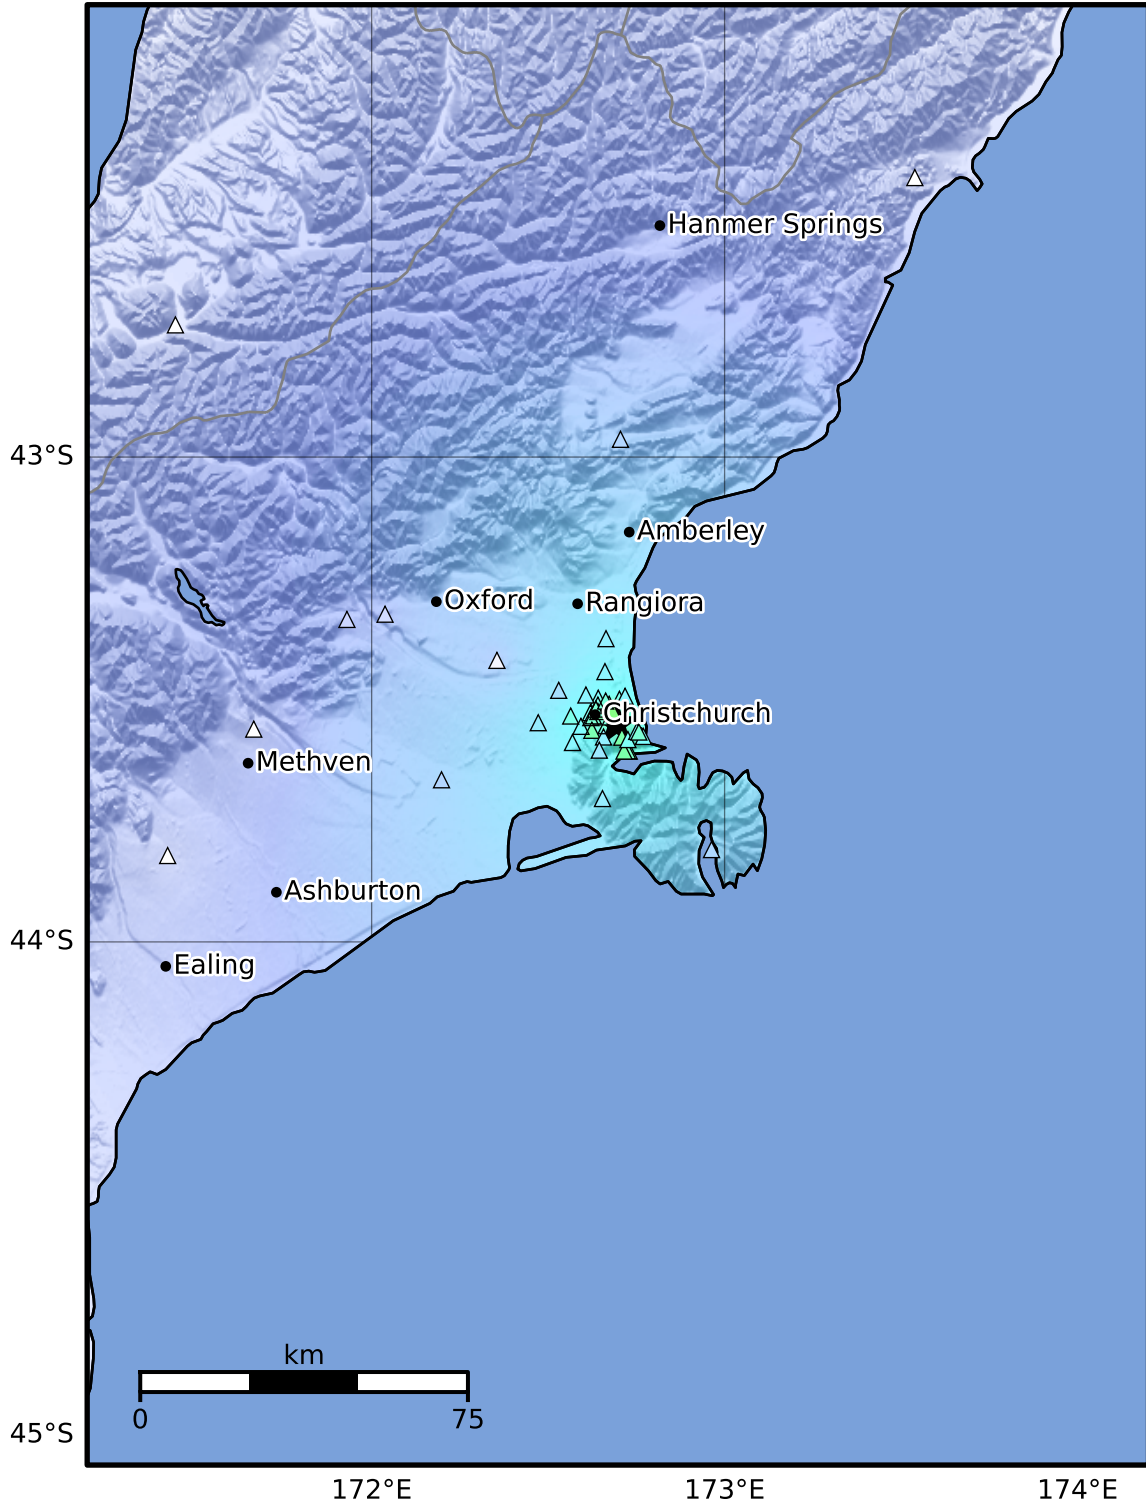 Hanmer Springs
43°S
Amberley
Oxford
Rangiora
Christchurch
Methven
Ashburton
44°S
Ealing
km
0
75
45°S
172°E
173°E
174°E